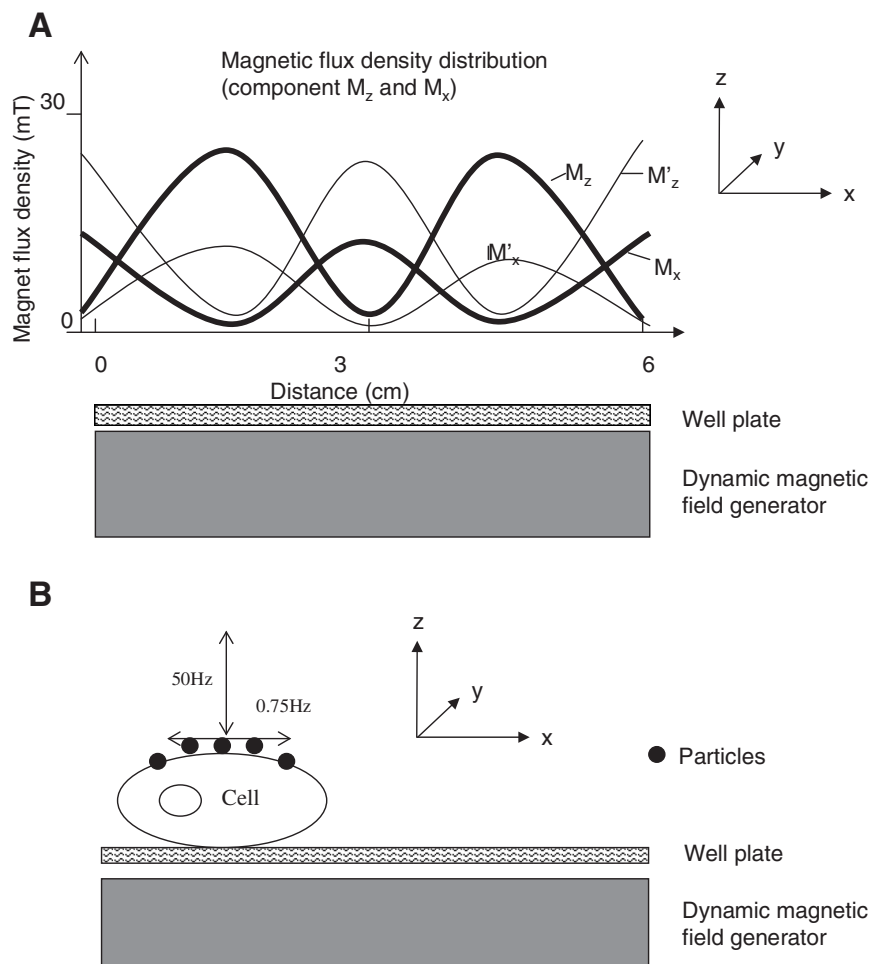 A
Magnetic flux density distribution
(component Mz and Mx)
Magnet flux density (mT)
30
0
Mz
M'z
M'x
Mx
z
y
x
0
3
6
Distance (cm)
Well plate
Dynamic magnetic
field generator
B
50Hz
0.75Hz
Cell
z
y
x
Particles
Well plate
Dynamic magnetic
field generator